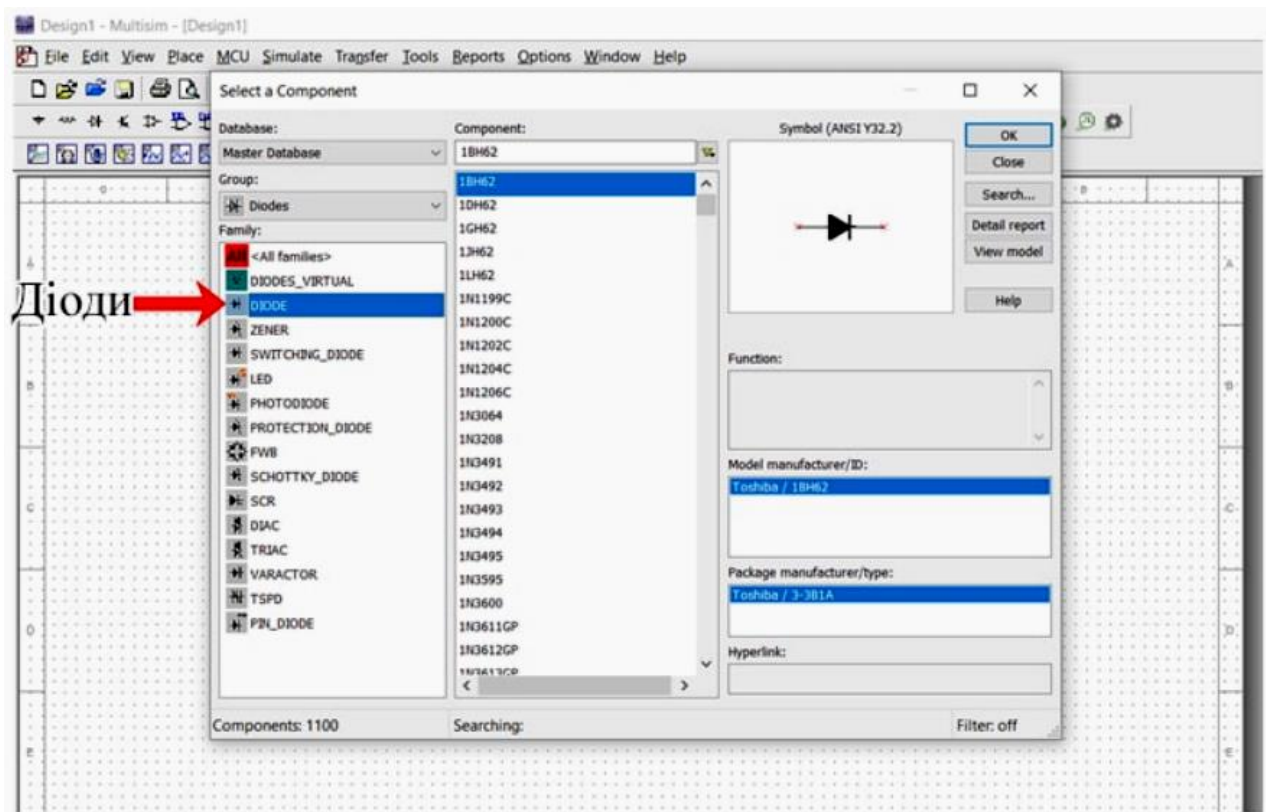 Design1 - Multisim - [Design1]
File Edit View Place MCU Simulate Transfer Tools Reports Options Window Help
Select a Component
Database:
Master Database
Group:
Diodes
Family:
All <All families>
DIODES_VIRTUAL
DIODE
ZENER
SWITCHING_DIODE
LED
PHOTODIODE
PROTECTION_DIODE
FWB
SCHOTTKY_DIODE
SCR
DIAC
TRIAC
VARACTOR
TSPD
PIN_DIODE
Діоди
Component:
1BH62
1BH62
1DH62
1GH62
1JH62
1LH62
1N1199C
1N1200C
1N1202C
1N1204C
1N1206C
1N3064
1N3208
1N3491
1N3492
1N3493
1N3494
1N3495
1N3595
1N3600
1N3611GP
1N3612GP
1N3613GP
Symbol (ANSI Y32.2)
OK
Close
Search...
Detail report
View model
Help
Function:
Model manufacturer/ID:
Toshiba / 1BH62
Package manufacturer/type:
Toshiba / 3-3B1A
Hyperlink:
Components: 1100
Searching:
Filter: off
A
B
C
D
E
A
B
C
D
E